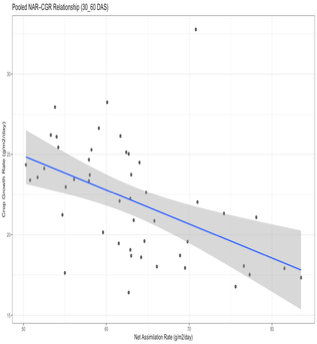 Pooled NAR-CGR Relationship (30_60 DAS)
Crop Growth Rate (g/m2/day)
30
25
20
15
50
60
70
80
Net Assimilation Rate (g/m2/day)